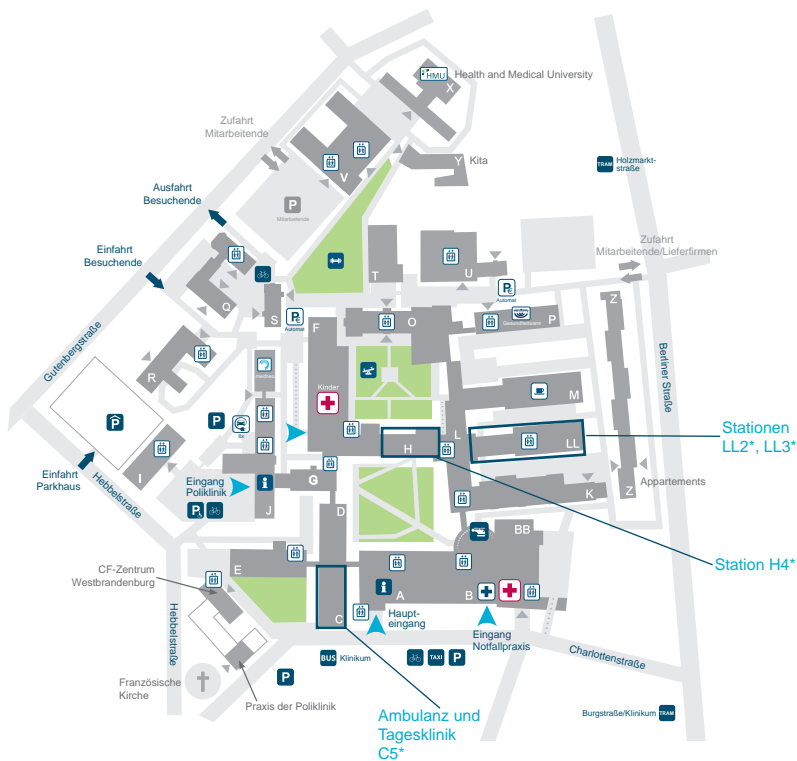 HMU
Health and Medical University
X
Zufahrt
Mitarbeitende
V
Y
Kita
TRAM
Holzmarkt-
straße
Ausfahrt
Besuchende
P
Mitarbeitende
Einfahrt
Besuchende
Zufahrt
Mitarbeitende/Lieferfirmen
T
U
Q
S
P
Automat
P
Automat
F
O
Gesundheitsamt
P
Z
Gutenbergstraße
R
Kinder
M
Berliner Straße
P
P
Stationen
LL2*, LL3*
H
L
LL
Einfahrt
Parkhaus
I
Eingang
Poliklinik
i
G
Appartements
K
Z
Hebbelstraße
P
J
D
BB
CF-Zentrum
Westbrandenburg
E
Station H4*
i
A
B
C
Haupt-
eingang
Eingang
Notfallpraxis
Hebbelstraße
BUS
Klinikum
TAXI
P
Charlottenstraße
P
Französische
Kirche
Praxis der Poliklinik
Ambulanz und
Tagesklinik
C5*
Burgstraße/Klinikum
TRAM